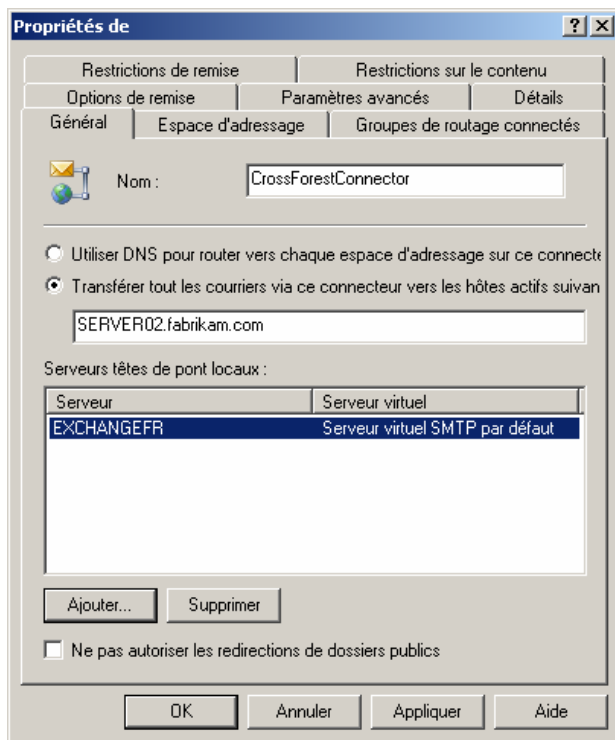 Propriétés de
Restrictions de remise
Restrictions sur le contenu
Options de remise
Paramètres avancés
Détails
Général
Espace d'adressage
Groupes de routage connectés
Nom :
CrossForestConnector
Utiliser DNS pour router vers chaque espace d'adressage sur ce connecte
Transférer tout les courriers via ce connecteur vers les hôtes actifs suivan
SERVER02.fabrikam.com
Serveurs têtes de pont locaux :
Serveur
Serveur virtuel
EXCHANGEFR
Serveur virtuel SMTP par défaut
Ajouter...
Supprimer
Ne pas autoriser les redirections de dossiers publics
OK
Annuler
Appliquer
Aide